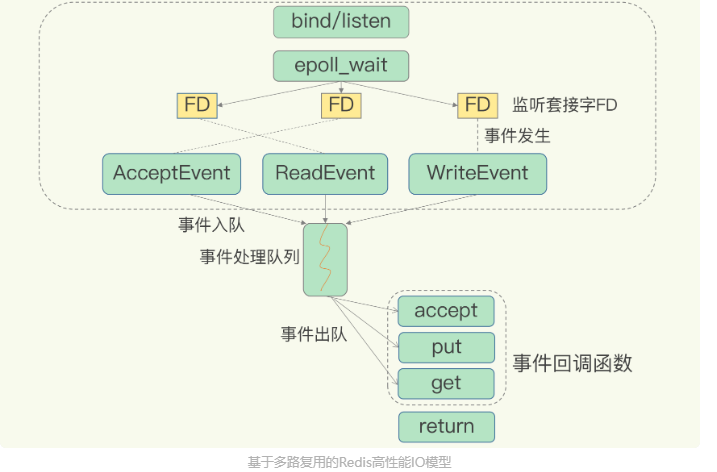 bind/listen
epoll_wait
FD
FD
FD
监听套接字FD
事件发生
AcceptEvent
ReadEvent
WriteEvent
事件入队
事件处理队列
事件出队
accept
put
get
事件回调函数
return
基于多路复用的Redis高性能IO模型